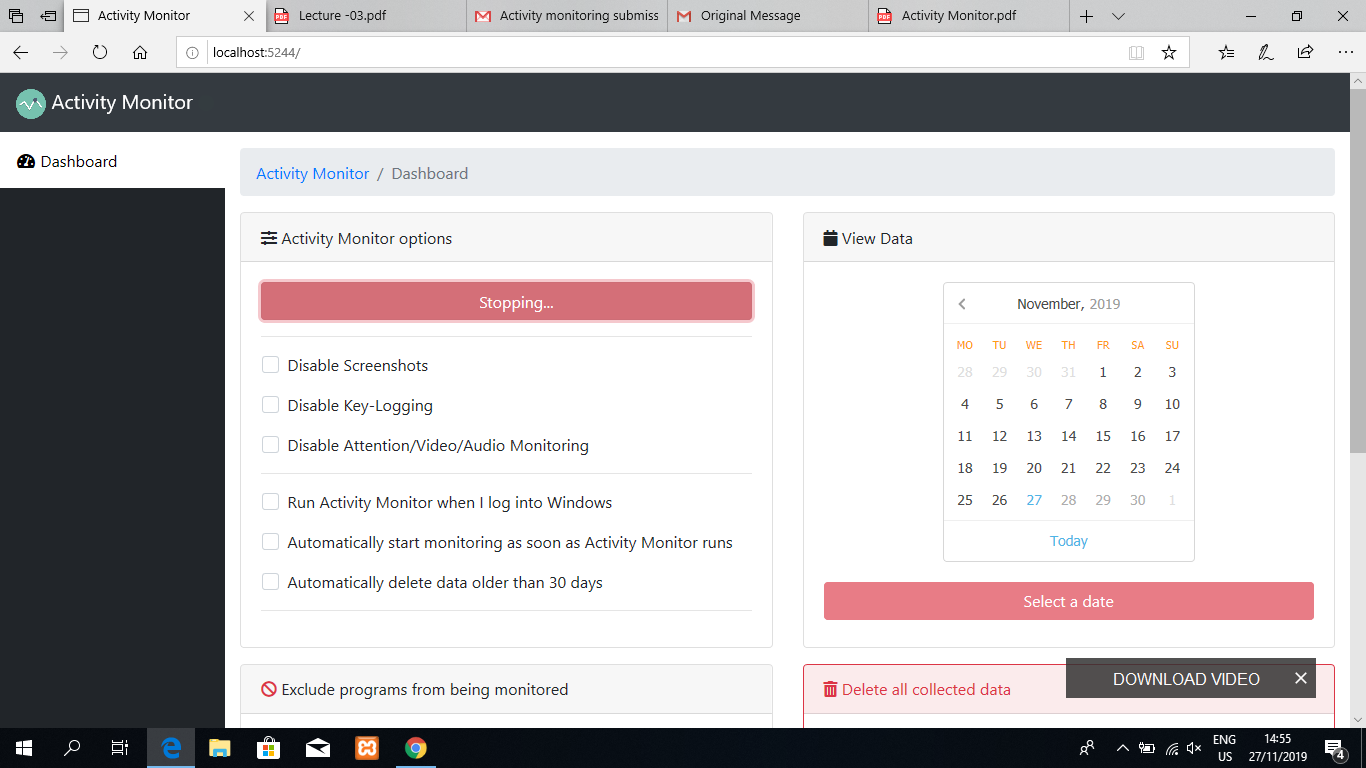 Activity Monitor
Lecture -03.pdf
Activity monitoring submiss
Original Message
Activity Monitor.pdf
localhost:5244/
Activity Monitor
Dashboard
Activity Monitor / Dashboard
Activity Monitor options
Stopping...
Disable Screenshots
Disable Key-Logging
Disable Attention/Video/Audio Monitoring
Run Activity Monitor when I log into Windows
Automatically start monitoring as soon as Activity Monitor runs
Automatically delete data older than 30 days
View Data
November, 2019
MO TU WE TH FR SA SU
28 29 30 31 1 2 3
4 5 6 7 8 9 10
11 12 13 14 15 16 17
18 19 20 21 22 23 24
25 26 27 28 29 30 1
Today
Select a date
Exclude programs from being monitored
Delete all collected data
DOWNLOAD VIDEO
ENG
US
14:55
27/11/2019
4